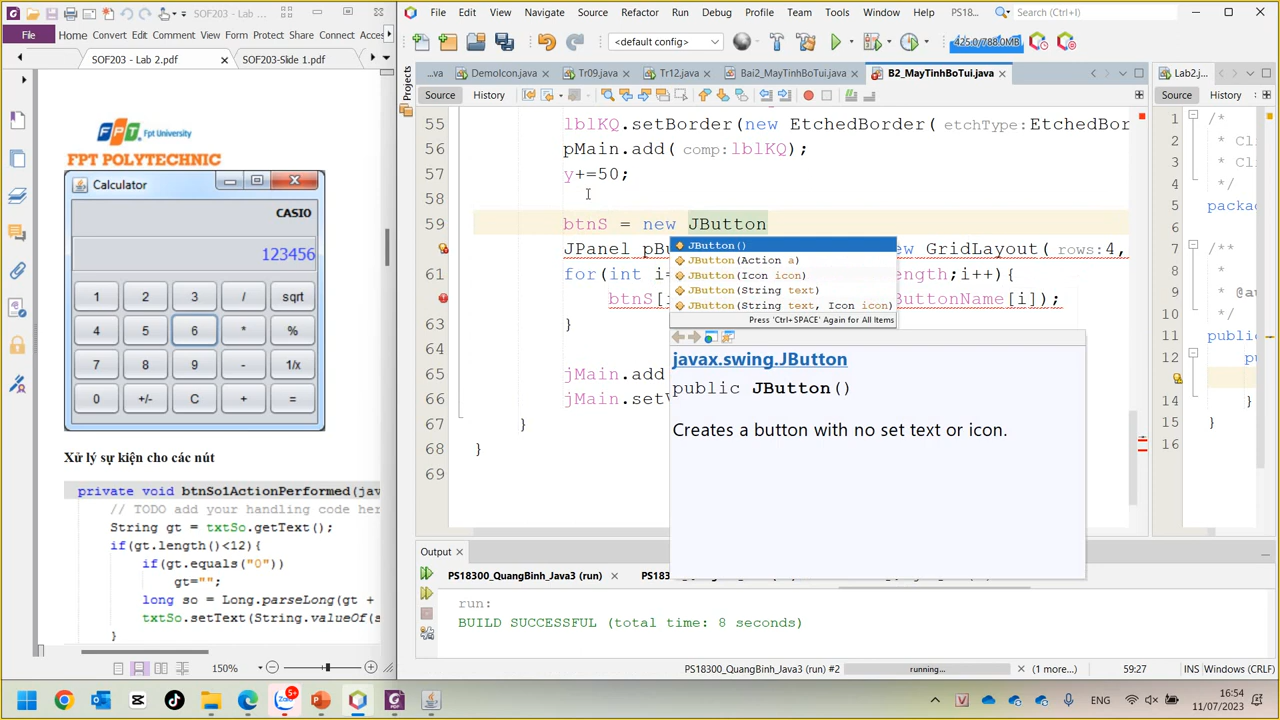 SOF203 - Lab ...
File
Home
Convert
Edit
View
Form
Protect
Share
Connect
SOF203 - Lab 2.pdf
SOF203-Slide 1.pdf
FPT Fpt University
FPT POLYTECHNIC
Calculator
CASIO
123456
1 2 3 / sqrt
4 5 6 * %
7 8 9 - 1/x
0 +/- C + =
Xử lý sự kiện cho các nút
private void btnSo1ActionPerformed(jav
// TODO add your handling code her
String gt = txtSo.getText();
if(gt.length()<12){
if(gt.equals("0"))
gt="";
long so = Long.parseLong(gt +
txtSo.setText(String.valueOf(s
}
150%
File Edit View Navigate Source Refactor Run Debug Profile Team Tools Window Help PS18... Search (Ctrl+I)
<default config>
425.0/788.0MB
Projects
...va DemoIcon.java Tr09.java Tr12.java Bai2_MayTinhBoTui.java B2_MayTinhBoTui.java Lab2.j...
Source History
Source History
55 lblKQ.setBorder(new EtchedBorder(etchType:EtchedBor
56 pMain.add(comp:lblKQ);
57 y+=50;
58
59 btnS = new JButton
JPanel pBu ew GridLayout(rows:4,
61 for(int i= length;i++){
btnS[i ButtonName[i]);
63 }
64
65 jMain.add
66 jMain.setV
67 }
68 }
69
JButton()
JButton(Action a)
JButton(Icon icon)
JButton(String text)
JButton(String text, Icon icon)
Press 'Ctrl+SPACE' Again for All Items
javax.swing.JButton
public JButton()
Creates a button with no set text or icon.
1 /*
2 * Cli
3 * Cli
4 */
5 package
6
7 /**
8 *
9 * @au
10 */
11 public
12 pu
14 }
15 }
16
Output
PS18300_QuangBinh_Java3 (run)
PS183
run:
BUILD SUCCESSFUL (total time: 8 seconds)
PS18300_QuangBinh_Java3 (run) #2 running... (1 more...) 59:27 INS Windows (CRLF)
5+
ENG
16:54
11/07/2023